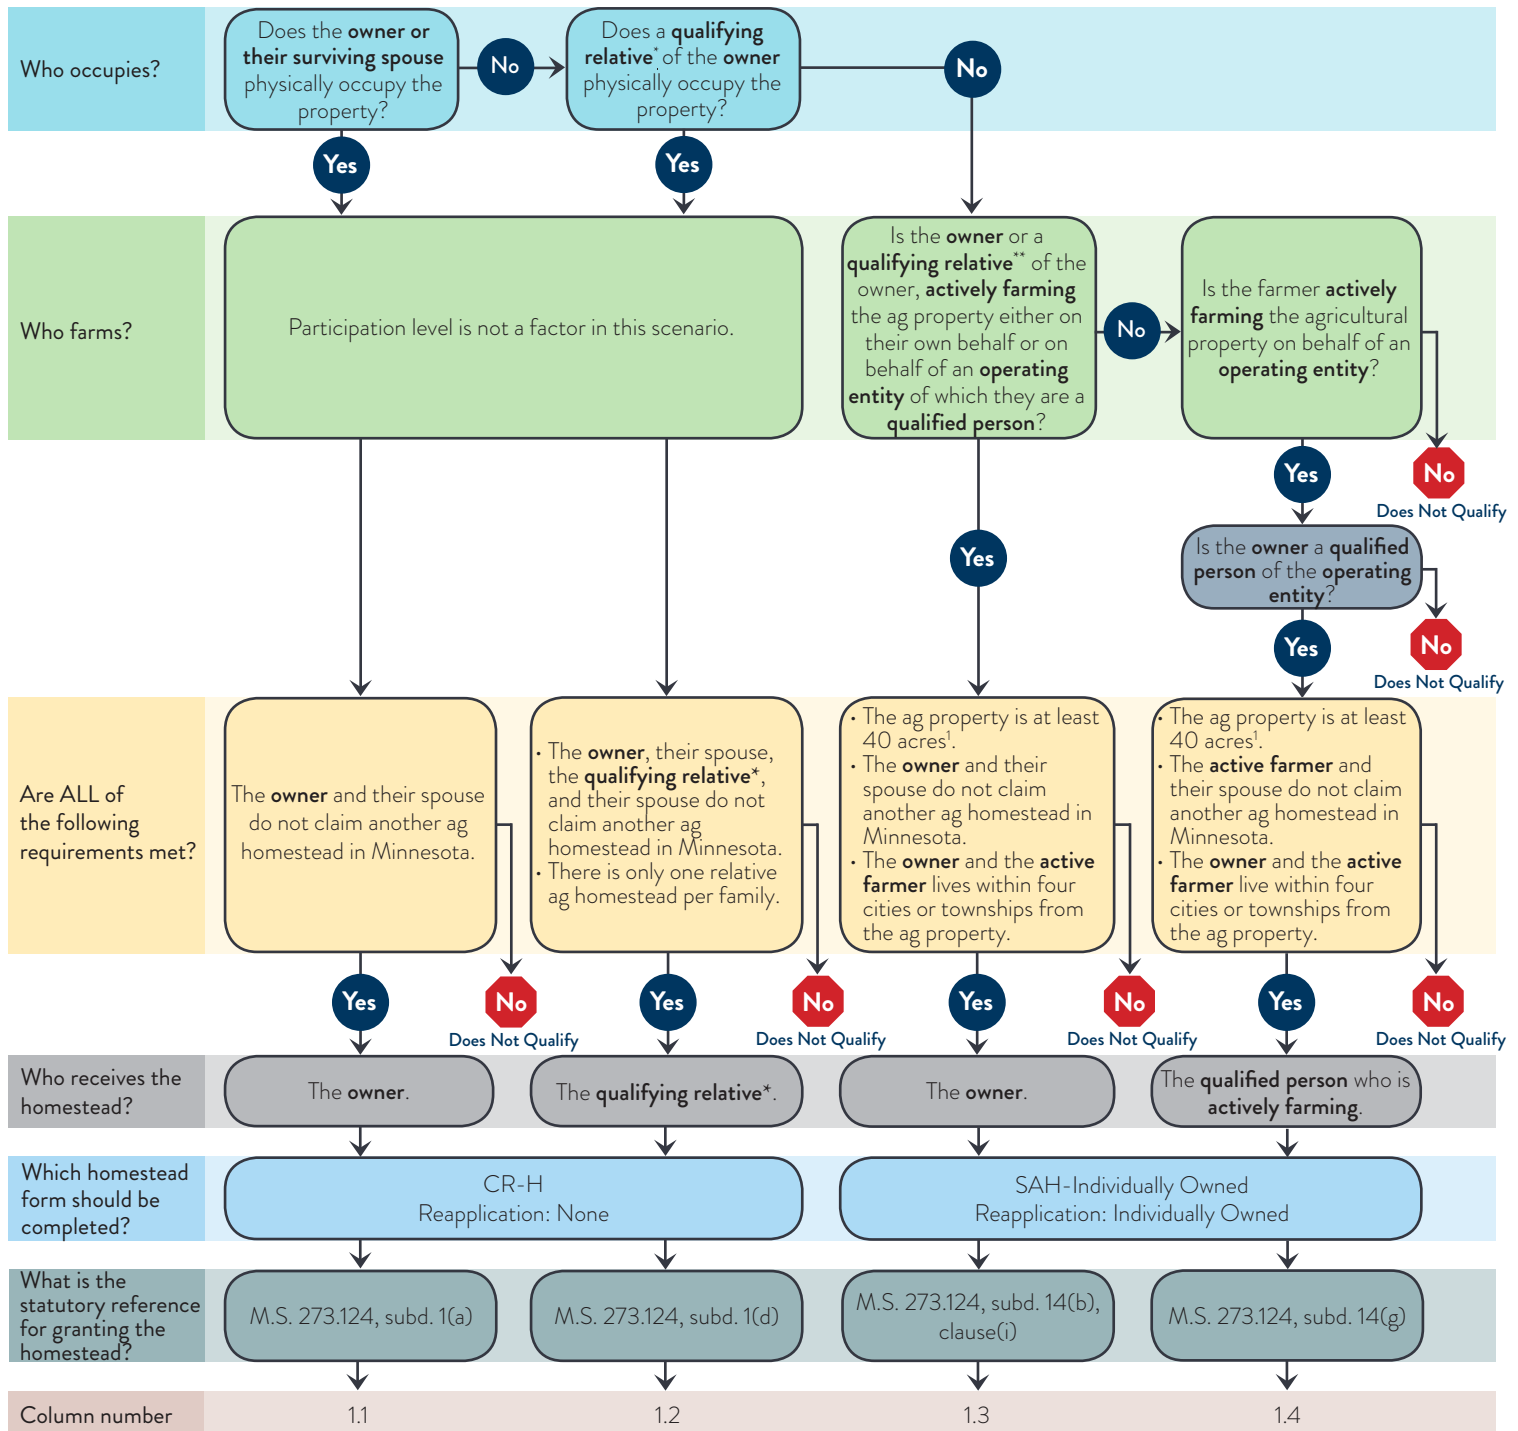 Who occupies?
Does the owner or
their surviving spouse
physically occupy the
property?
No
Does a qualifying
relative* of the owner
physically occupy the
property?
No
Yes
Yes
Who farms?
Participation level is not a factor in this scenario.
Is the owner or a
qualifying relative** of the
owner, actively farming
the ag property either on
their own behalf or on
behalf of an operating
entity of which they are a
qualified person?
No
Is the farmer actively
farming the agricultural
property on behalf of an
operating entity?
Yes
No
Does Not Qualify
Yes
Is the owner a qualified
person of the operating
entity?
Yes
No
Does Not Qualify
Are ALL of
the following
requirements met?
The owner and their spouse
do not claim another ag
homestead in Minnesota.
· The owner, their spouse,
the qualifying relative*,
and their spouse do not
claim another ag
homestead in Minnesota.
· There is only one relative
ag homestead per family.
· The ag property is at least
40 acres¹.
· The owner and their
spouse do not claim
another ag homestead in
Minnesota.
· The owner and the active
farmer lives within four
cities or townships from
the ag property.
· The ag property is at least
40 acres¹.
· The active farmer and
their spouse do not claim
another ag homestead in
Minnesota.
· The owner and the active
farmer live within four
cities or townships from
the ag property.
Yes
No
Does Not Qualify
Yes
No
Does Not Qualify
Yes
No
Does Not Qualify
Yes
No
Does Not Qualify
Who receives the
homestead?
The owner.
The qualifying relative*.
The owner.
The qualified person who is
actively farming.
Which homestead
form should be
completed?
CR-H
Reapplication: None
SAH-Individually Owned
Reapplication: Individually Owned
What is the
statutory reference
for granting the
homestead?
M.S. 273.124, subd. 1(a)
M.S. 273.124, subd. 1(d)
M.S. 273.124, subd. 14(b),
clause(i)
M.S. 273.124, subd. 14(g)
Column number
1.1
1.2
1.3
1.4